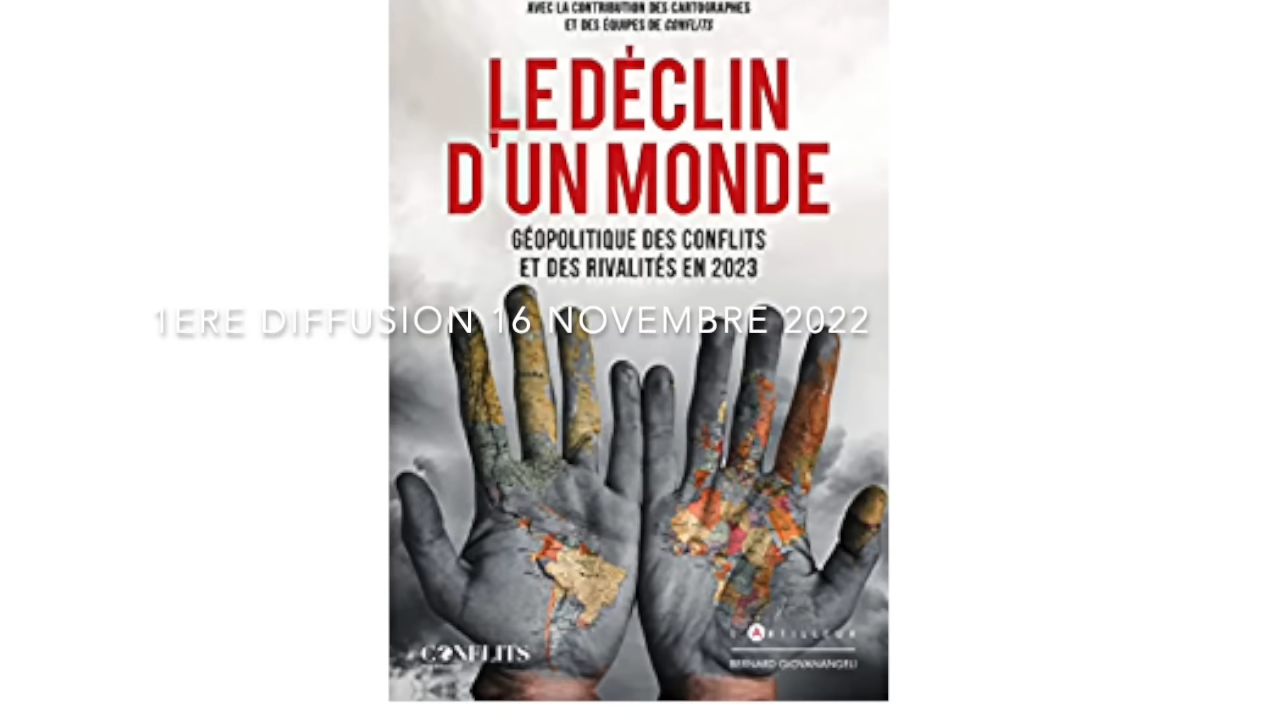 AVEC LA CONTRIBUTION DES CARTOGRAPHES
ET DES ÉQUIPES DE CONFLITS
LE DÉCLIN
D'UN MONDE
GÉOPOLITIQUE DES CONFLITS
ET DES RIVALITÉS EN 2023
1ERE DIFFUSION 16 NOVEMBRE 2022
L'ARTILLEUR
CONFLITS
BERNARD GIOVANANGELI